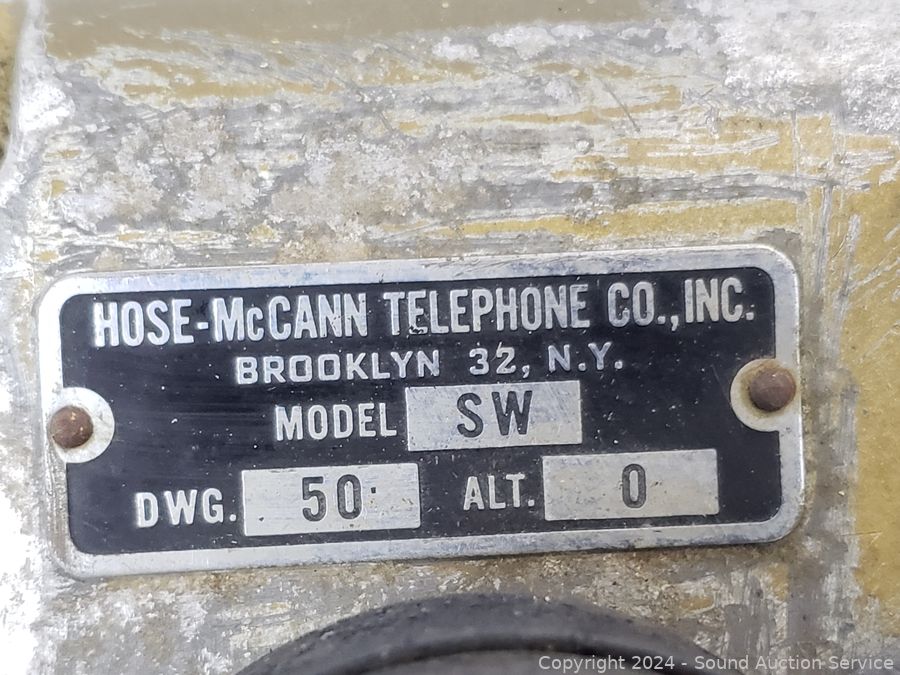 HOSE-McCANN TELEPHONE CO., INC.
BROOKLYN 32, N.Y.
MODEL SW
DWG. 50 ALT. 0
Copyright 2024 - Sound Auction Service